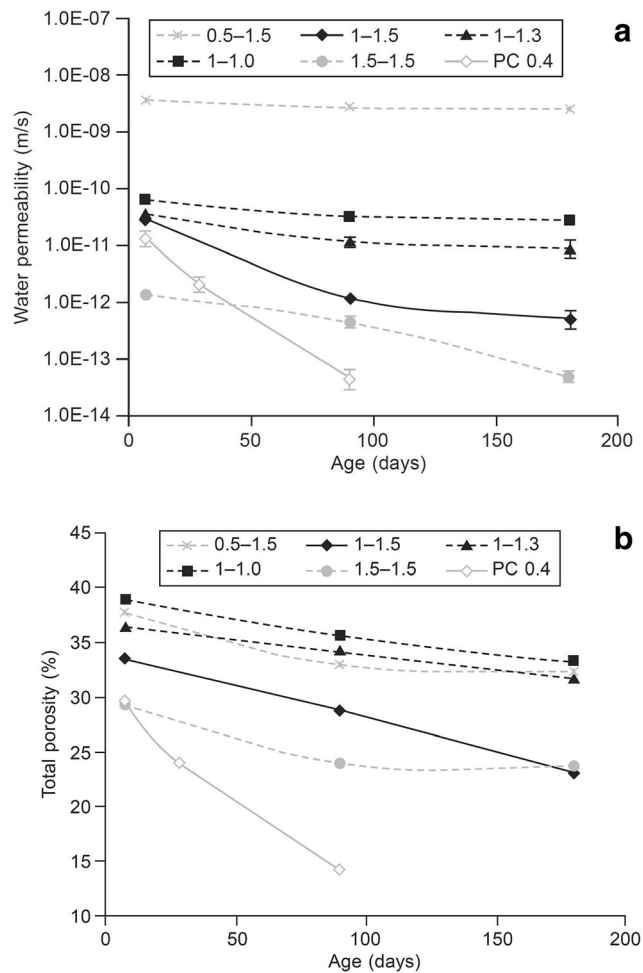 a
0.5–1.5 1–1.5 1–1.3
1–1.0 1.5–1.5 PC 0.4
1.0E-07
1.0E-08
1.0E-09
1.0E-10
1.0E-11
1.0E-12
1.0E-13
1.0E-14
Water permeability (m/s)
0 50 100 150 200
Age (days)
b
0.5–1.5 1–1.5 1–1.3
1–1.0 1.5–1.5 PC 0.4
45
40
35
30
25
20
15
10
Total porosity (%)
0 50 100 150 200
Age (days)